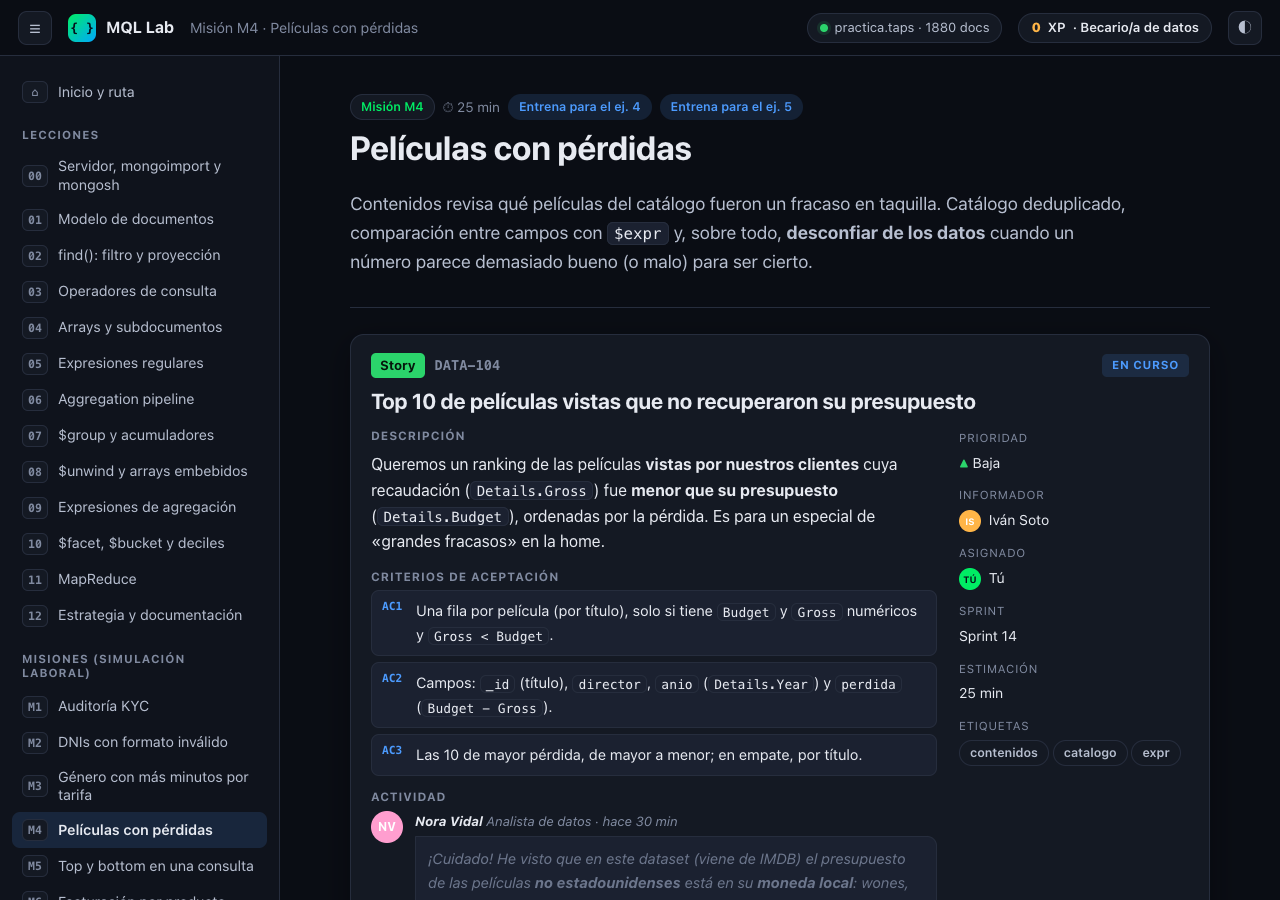 MQL Lab
Misión M4 · Películas con pérdidas
practica.taps · 1880 docs
0 XP · Becario/a de datos
Inicio y ruta
LECCIONES
00 Servidor, mongoimport y
mongosh
01 Modelo de documentos
02 find(): filtro y proyección
03 Operadores de consulta
04 Arrays y subdocumentos
05 Expresiones regulares
06 Aggregation pipeline
07 $group y acumuladores
08 $unwind y arrays embebidos
09 Expresiones de agregación
10 $facet, $bucket y deciles
11 MapReduce
12 Estrategia y documentación
MISIONES (SIMULACIÓN
LABORAL)
M1 Auditoría KYC
M2 DNIs con formato inválido
M3 Género con más minutos por
tarifa
M4 Películas con pérdidas
M5 Top y bottom en una consulta
Misión M4
25 min
Entrena para el ej. 4
Entrena para el ej. 5
Películas con pérdidas
Contenidos revisa qué películas del catálogo fueron un fracaso en taquilla. Catálogo deduplicado,
comparación entre campos con $expr y, sobre todo, desconfiar de los datos cuando un
número parece demasiado bueno (o malo) para ser cierto.
Story DATA-104
EN CURSO
Top 10 de películas vistas que no recuperaron su presupuesto
DESCRIPCIÓN
Queremos un ranking de las películas vistas por nuestros clientes cuya
recaudación (Details.Gross) fue menor que su presupuesto
(Details.Budget), ordenadas por la pérdida. Es para un especial de
«grandes fracasos» en la home.
CRITERIOS DE ACEPTACIÓN
AC1 Una fila por película (por título), solo si tiene Budget y Gross numéricos
y Gross < Budget.
AC2 Campos: _id (título), director, anio (Details.Year) y perdida
(Budget − Gross).
AC3 Las 10 de mayor pérdida, de mayor a menor; en empate, por título.
ACTIVIDAD
NV Nora Vidal Analista de datos · hace 30 min
¡Cuidado! He visto que en este dataset (viene de IMDB) el presupuesto
de las películas no estadounidenses está en su moneda local: wones,
PRIORIDAD
Baja
INFORMADOR
IS Iván Soto
ASIGNADO
TÚ Tú
SPRINT
Sprint 14
ESTIMACIÓN
25 min
ETIQUETAS
contenidos catalogo expr